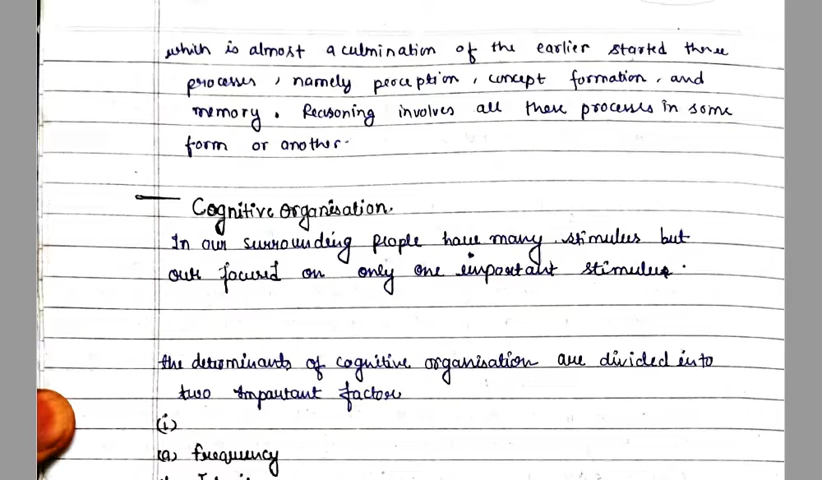 which is almost a culmination of the earlier started three
processes, namely perception, concept formation, and
memory. Reasoning involves all these processes in some
form or another.
Cognitive organisation.
In our surrounding people have many stimulus but
our focused on only one important stimulus.
the determinants of cognitive organisation are divided into
two important factors
(i)
(a) frequency